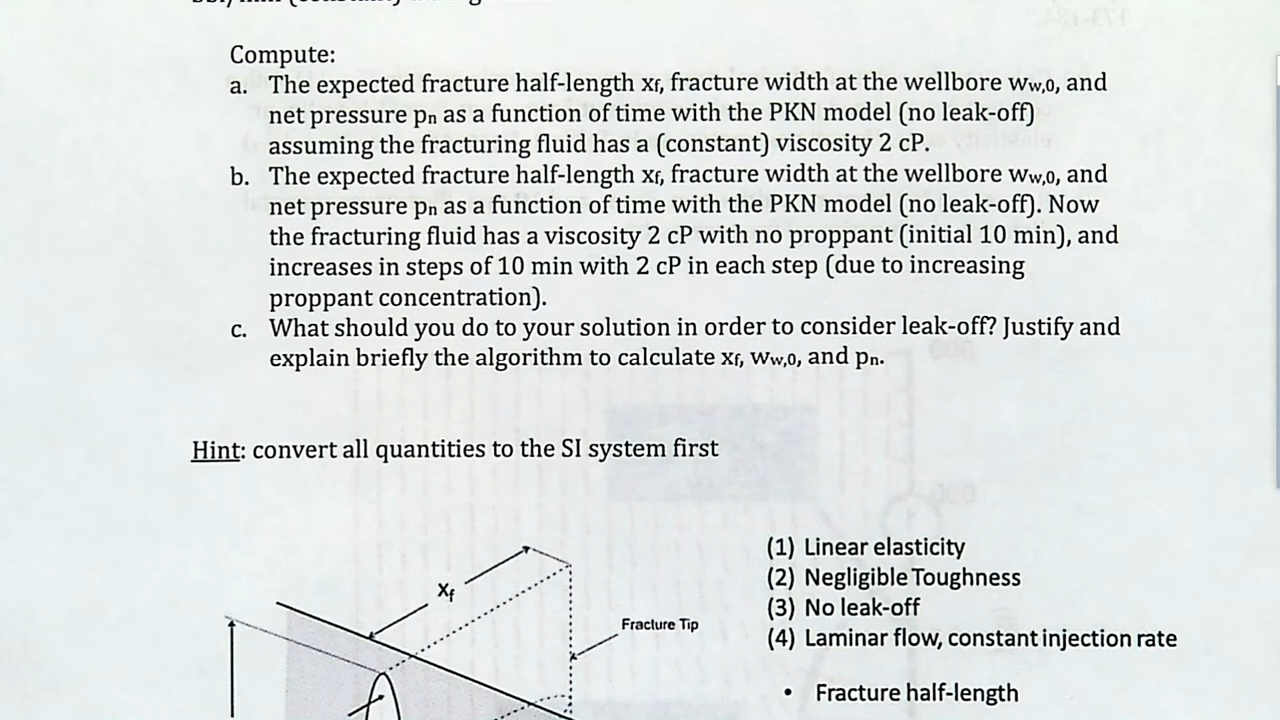 Compute:
a. The expected fracture half-length xf, fracture width at the wellbore ww,0, and
net pressure pn as a function of time with the PKN model (no leak-off)
assuming the fracturing fluid has a (constant) viscosity 2 cP.
b. The expected fracture half-length xf, fracture width at the wellbore ww,0, and
net pressure pn as a function of time with the PKN model (no leak-off). Now
the fracturing fluid has a viscosity 2 cP with no proppant (initial 10 min), and
increases in steps of 10 min with 2 cP in each step (due to increasing
proppant concentration).
c. What should you do to your solution in order to consider leak-off? Justify and
explain briefly the algorithm to calculate xf, ww,0, and pn.
Hint: convert all quantities to the SI system first
(1) Linear elasticity
(2) Negligible Toughness
(3) No leak-off
(4) Laminar flow, constant injection rate
• Fracture half-length
Xf
Fracture Tip